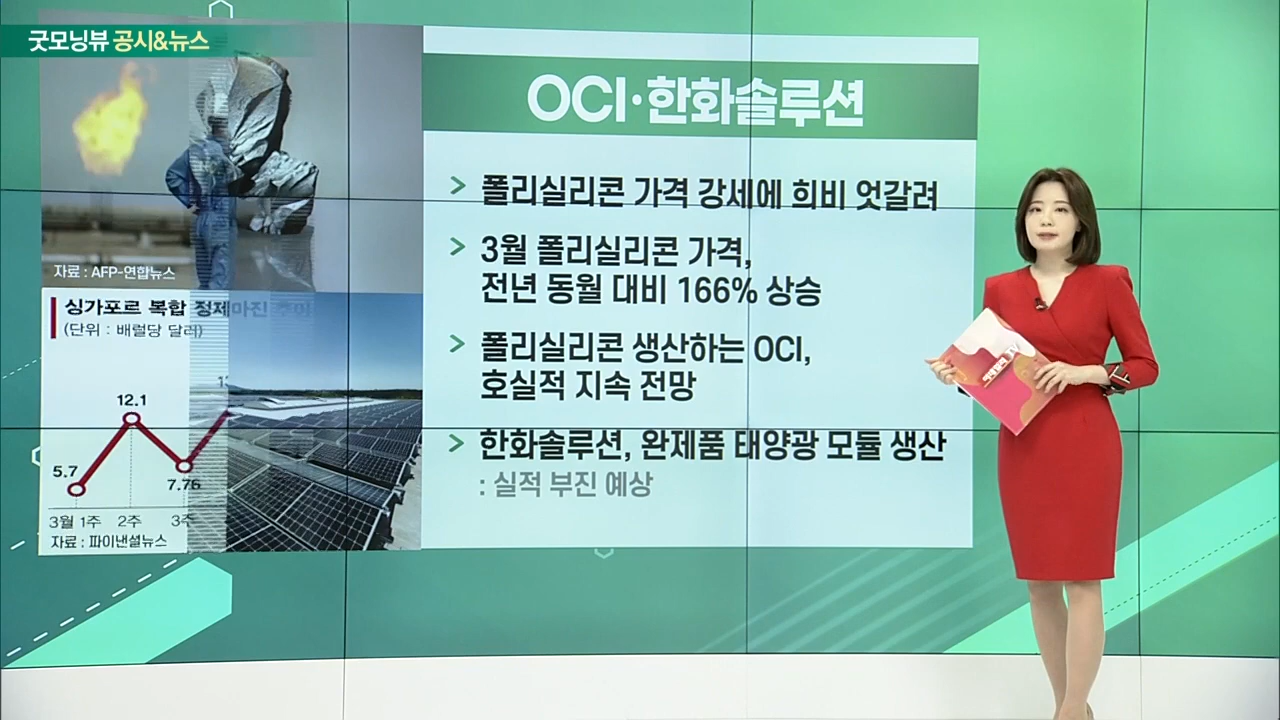 굿모닝뷰 공시&뉴스
OCI·한화솔루션
> 폴리실리콘 가격 강세에 희비 엇갈려
> 3월 폴리실리콘 가격,
전년 동월 대비 166% 상승
> 폴리실리콘 생산하는 OCI,
호실적 지속 전망
> 한화솔루션, 완제품 태양광 모듈 생산
: 실적 부진 예상
자료 : AFP-연합뉴스
싱가포르 복합 정제마진 추이
(단위 : 배럴당 달러)
12.1
5.7
7.76
3월 1주 2주 3주
자료 : 파이낸셜뉴스